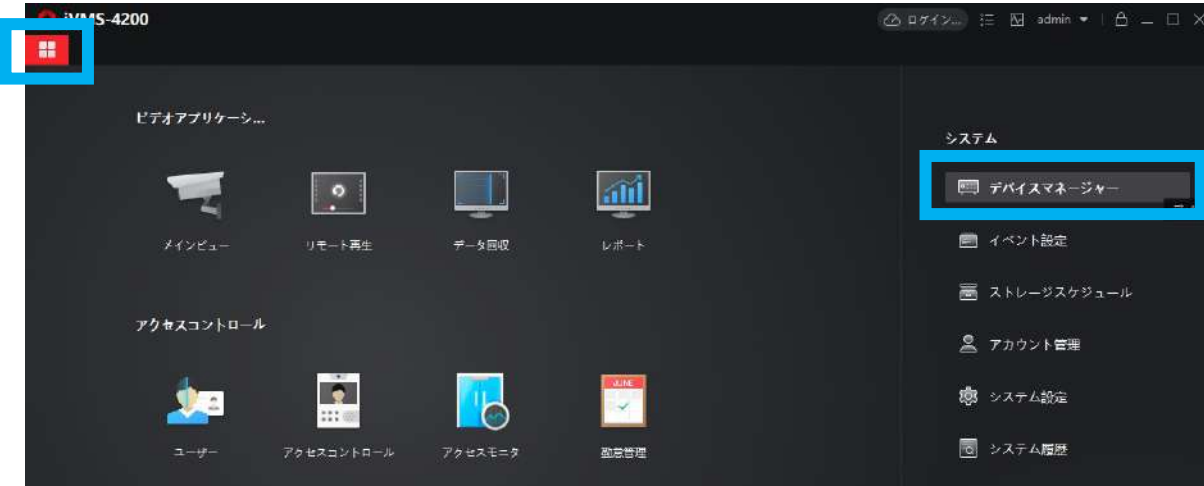 iVMS-4200
ログイン...
admin
ビデオアプリケーシ...
メインビュー
リモート再生
データ回収
レポート
アクセスコントロール
JUNE
ユーザー
アクセスコントロール
アクセスモニタ
勤怠管理
システム
デバイスマネージャー
イベント設定
ストレージスケジュール
アカウント管理
システム設定
システム履歴